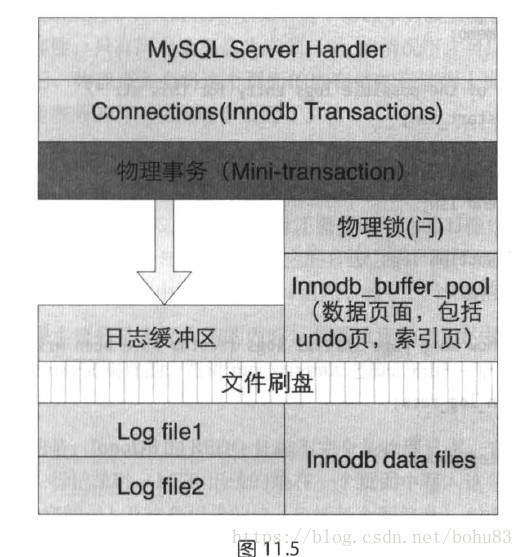 MySQL Server Handler
Connections(Innodb Transactions)
物理事务（Mini-transaction）
物理锁(闩)
Innodb_buffer_pool
（数据页面，包括
undo页，索引页）
日志缓冲区
文件刷盘
Log file1
Log file2
Innodb data files
https://blog.csdn.net/bohu83
图 11.5